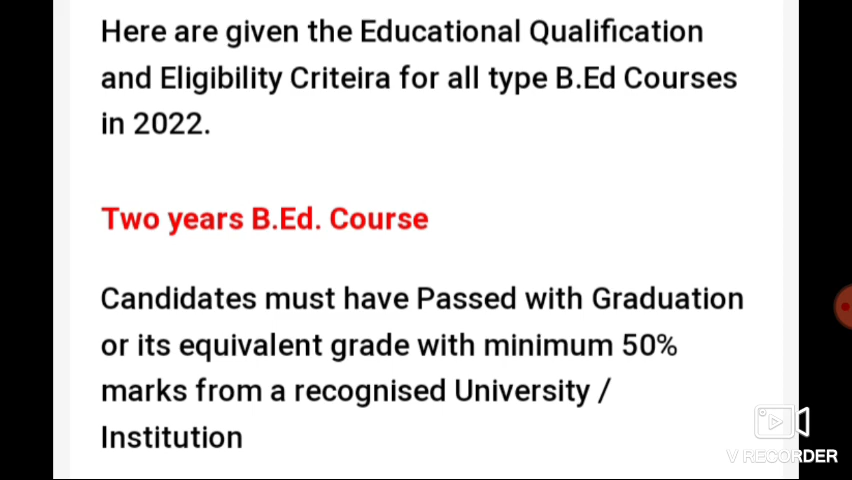 Here are given the Educational Qualification
and Eligibility Criteira for all type B.Ed Courses
in 2022.
Two years B.Ed. Course
Candidates must have Passed with Graduation
or its equivalent grade with minimum 50%
marks from a recognised University /
Institution
V RECORDER